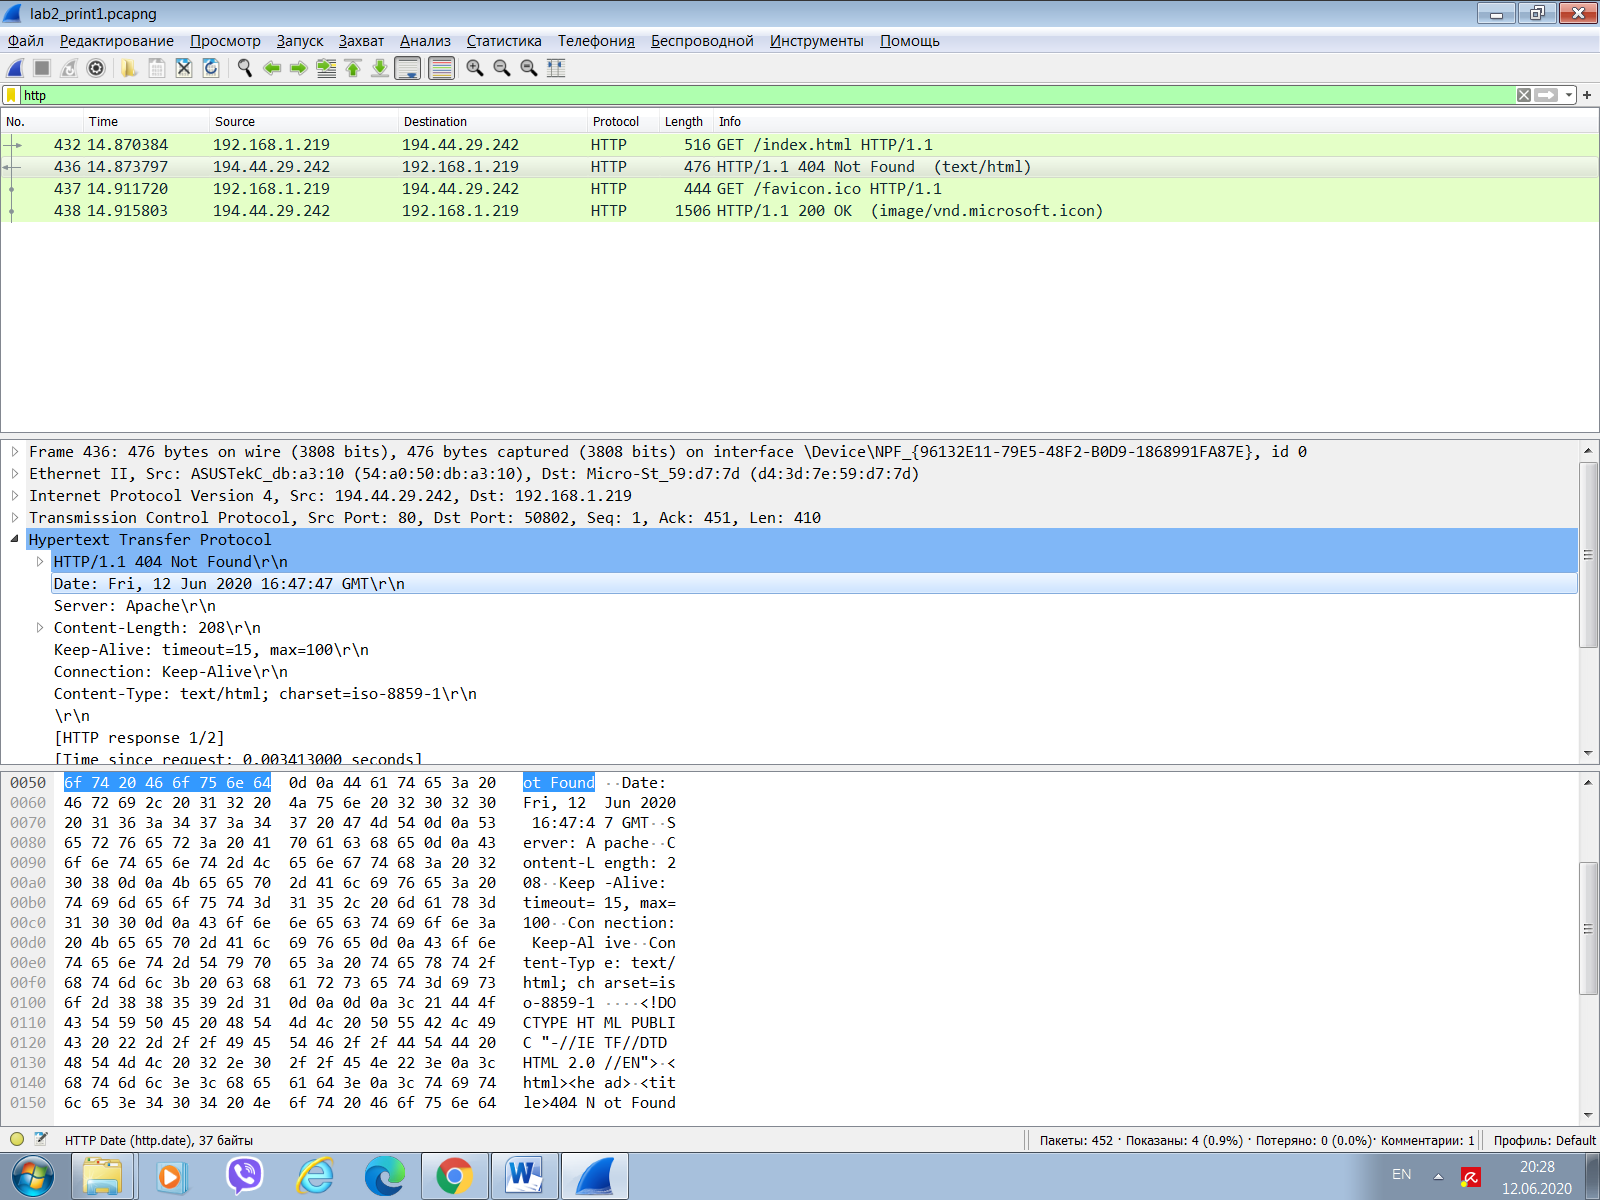 lab2_print1.pcapng
Файл Редактирование Просмотр Запуск Захват Анализ Статистика Телефония Беспроводной Инструменты Помощь
http
No. Time Source Destination Protocol Length Info
432 14.870384 192.168.1.219 194.44.29.242 HTTP 516 GET /index.html HTTP/1.1
436 14.873797 194.44.29.242 192.168.1.219 HTTP 476 HTTP/1.1 404 Not Found (text/html)
437 14.911720 192.168.1.219 194.44.29.242 HTTP 444 GET /favicon.ico HTTP/1.1
438 14.915803 194.44.29.242 192.168.1.219 HTTP 1506 HTTP/1.1 200 OK (image/vnd.microsoft.icon)
Frame 436: 476 bytes on wire (3808 bits), 476 bytes captured (3808 bits) on interface \Device\NPF_{96132E11-79E5-48F2-B0D9-1868991FA87E}, id 0
Ethernet II, Src: ASUSTekC_db:a3:10 (54:a0:50:db:a3:10), Dst: Micro-St_59:d7:7d (d4:3d:7e:59:d7:7d)
Internet Protocol Version 4, Src: 194.44.29.242, Dst: 192.168.1.219
Transmission Control Protocol, Src Port: 80, Dst Port: 50802, Seq: 1, Ack: 451, Len: 410
Hypertext Transfer Protocol
HTTP/1.1 404 Not Found\r\n
Date: Fri, 12 Jun 2020 16:47:47 GMT\r\n
Server: Apache\r\n
Content-Length: 208\r\n
Keep-Alive: timeout=15, max=100\r\n
Connection: Keep-Alive\r\n
Content-Type: text/html; charset=iso-8859-1\r\n
\r\n
[HTTP response 1/2]
[Time since request: 0.003413000 seconds]
0050 6f 74 20 46 6f 75 6e 64 0d 0a 44 61 74 65 3a 20 ot Found ··Date:
0060 46 72 69 2c 20 31 32 20 4a 75 6e 20 32 30 32 30 Fri, 12 Jun 2020
0070 20 31 36 3a 34 37 3a 34 37 20 47 4d 54 0d 0a 53 16:47:4 7 GMT··S
0080 65 72 76 65 72 3a 20 41 70 61 63 68 65 0d 0a 43 erver: A pache··C
0090 6f 6e 74 65 6e 74 2d 4c 65 6e 67 74 68 3a 20 32 ontent-L ength: 2
00a0 30 38 0d 0a 4b 65 65 70 2d 41 6c 69 76 65 3a 20 08··Keep -Alive:
00b0 74 69 6d 65 6f 75 74 3d 31 35 2c 20 6d 61 78 3d timeout= 15, max=
00c0 31 30 30 0d 0a 43 6f 6e 6e 65 63 74 69 6f 6e 3a 100··Con nection:
00d0 20 4b 65 65 70 2d 41 6c 69 76 65 0d 0a 43 6f 6e Keep-Al ive··Con
00e0 74 65 6e 74 2d 54 79 70 65 3a 20 74 65 78 74 2f tent-Typ e: text/
00f0 68 74 6d 6c 3b 20 63 68 61 72 73 65 74 3d 69 73 html; ch arset=is
0100 6f 2d 38 38 35 39 2d 31 0d 0a 0d 0a 3c 21 44 4f o-8859-1 ····<!DO
0110 43 54 59 50 45 20 48 54 4d 4c 20 50 55 42 4c 49 CTYPE HT ML PUBLI
0120 43 20 22 2d 2f 2f 49 45 54 46 2f 2f 44 54 44 20 C "-//IE TF//DTD
0130 48 54 4d 4c 20 32 2e 30 2f 2f 45 4e 22 3e 0a 3c HTML 2.0 //EN">·<
0140 68 74 6d 6c 3e 3c 68 65 61 64 3e 0a 3c 74 69 74 html><he ad>·<tit
0150 6c 65 3e 34 30 34 20 4e 6f 74 20 46 6f 75 6e 64 le>404 N ot Found
HTTP Date (http.date), 37 байты Пакеты: 452 · Показаны: 4 (0.9%) · Потеряно: 0 (0.0%)· Комментарии: 1 Профиль: Default
EN 20:28
12.06.2020